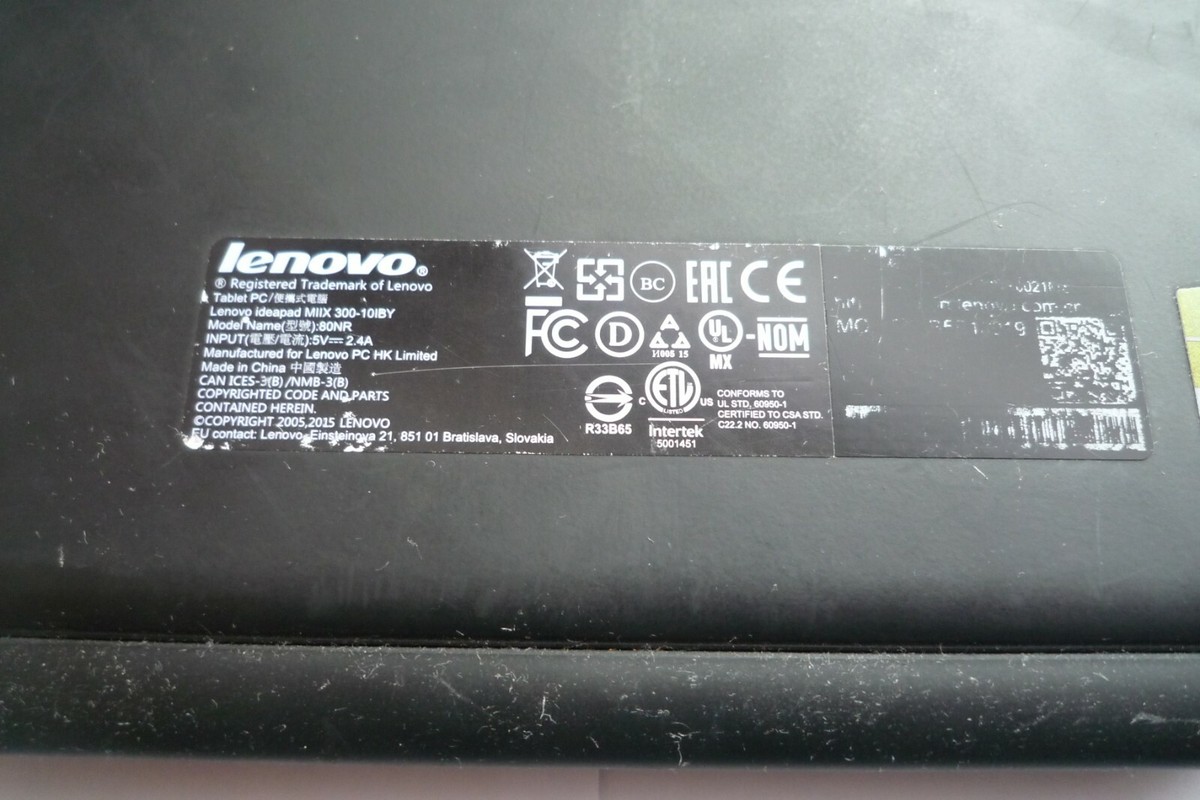 lenovo®
® Registered Trademark of Lenovo
Tablet PC/便攜式電腦
Lenovo ideapad MIIX 300-10IBY
Model Name(型號):80NR
INPUT(電壓/電流):5V⎓ 2.4A
Manufactured for Lenovo PC HK Limited
Made in China 中國製造
CAN ICES-3(B)/NMB-3(B)
COPYRIGHTED CODE AND PARTS
CONTAINED HEREIN.
©COPYRIGHT 2005,2015 LENOVO
EU contact: Lenovo, Einsteinova 21, 851 01 Bratislava, Slovakia
BC EAC CE
FC D UL -NOM
MX
R33B65
C ETL US
LISTED
Intertek
5001451
CONFORMS TO
UL STD, 60950-1
CERTIFIED TO CSA STD.
C22.2 NO. 60950-1